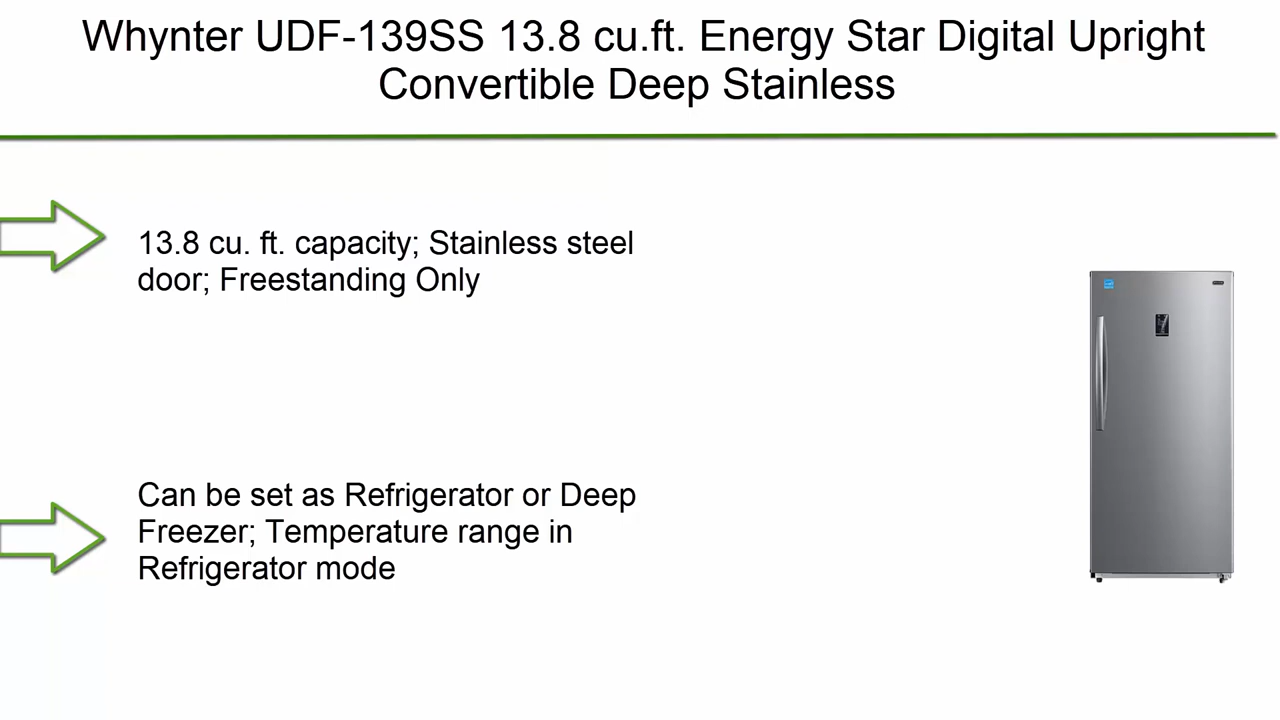 Whynter UDF-139SS 13.8 cu.ft. Energy Star Digital Upright
Convertible Deep Stainless
13.8 cu. ft. capacity; Stainless steel
door; Freestanding Only
Can be set as Refrigerator or Deep
Freezer; Temperature range in
Refrigerator mode